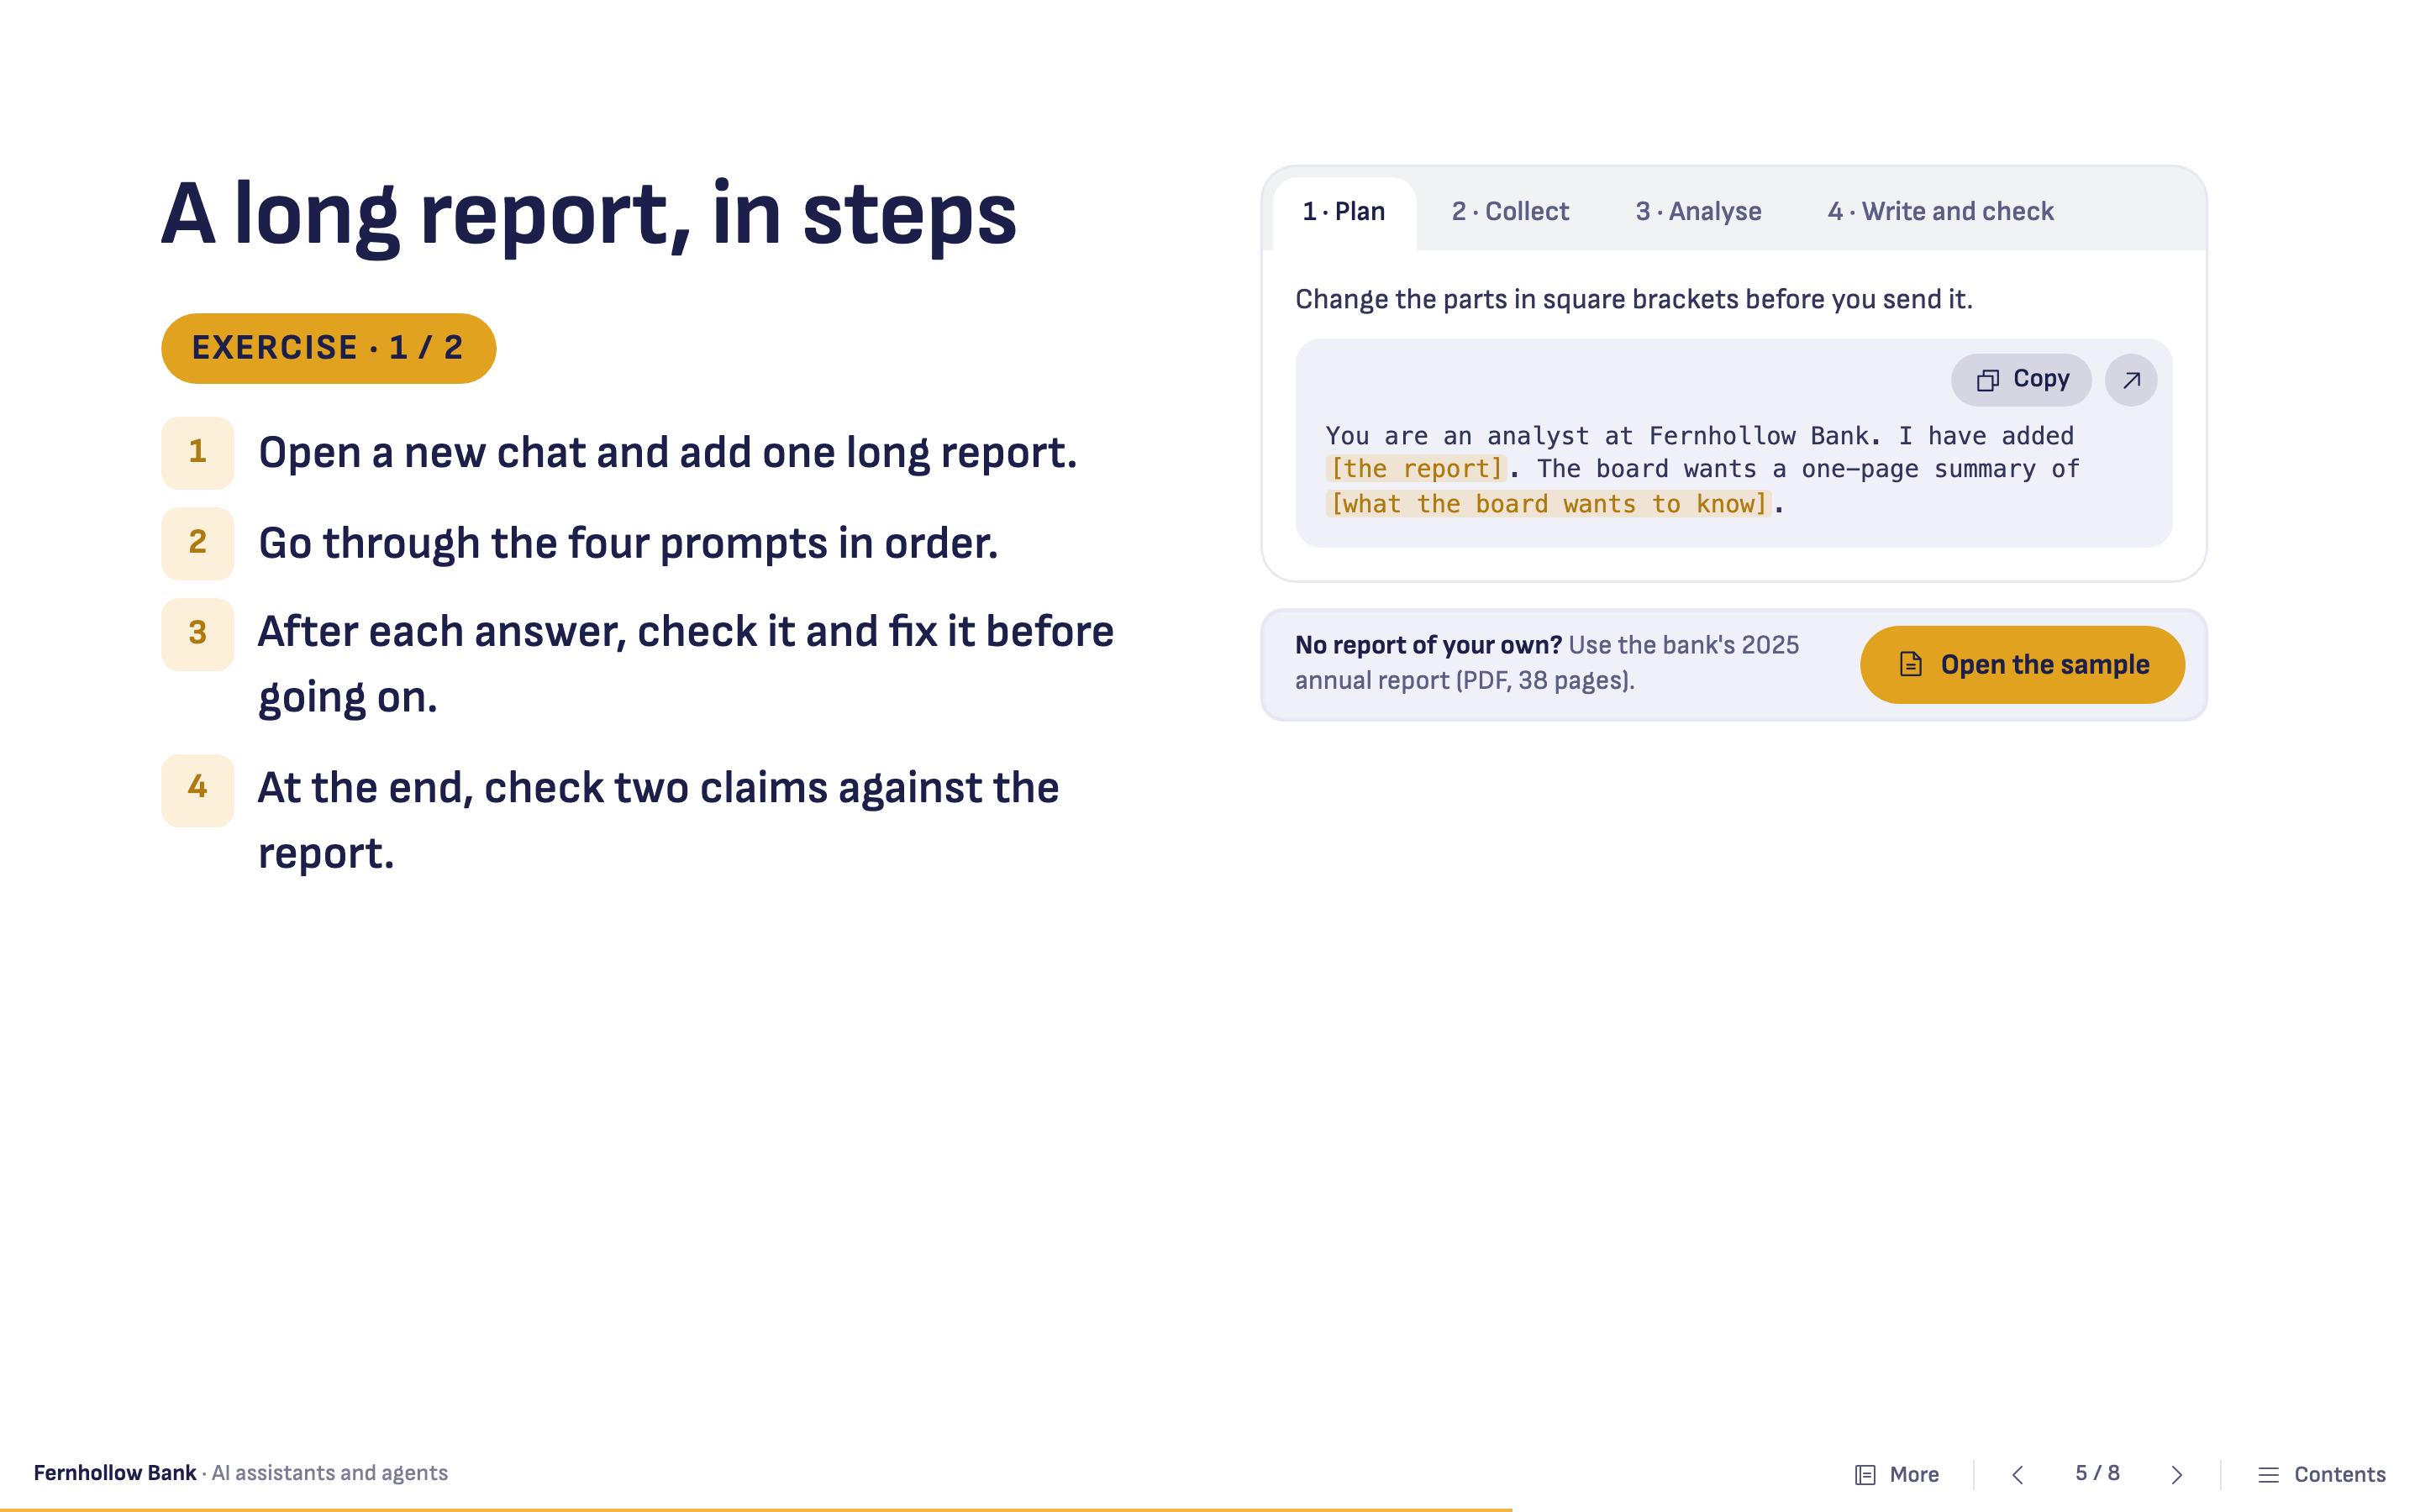 A long report, in steps
EXERCISE · 1 / 2
1 Open a new chat and add one long report.
2 Go through the four prompts in order.
3 After each answer, check it and fix it before
going on.
4 At the end, check two claims against the
report.
1 · Plan 2 · Collect 3 · Analyse 4 · Write and check
Change the parts in square brackets before you send it.
Copy
You are an analyst at Fernhollow Bank. I have added
[the report]. The board wants a one-page summary of
[what the board wants to know].
No report of your own? Use the bank's 2025
annual report (PDF, 38 pages).
Open the sample
Fernhollow Bank · AI assistants and agents
More 5 / 8 Contents